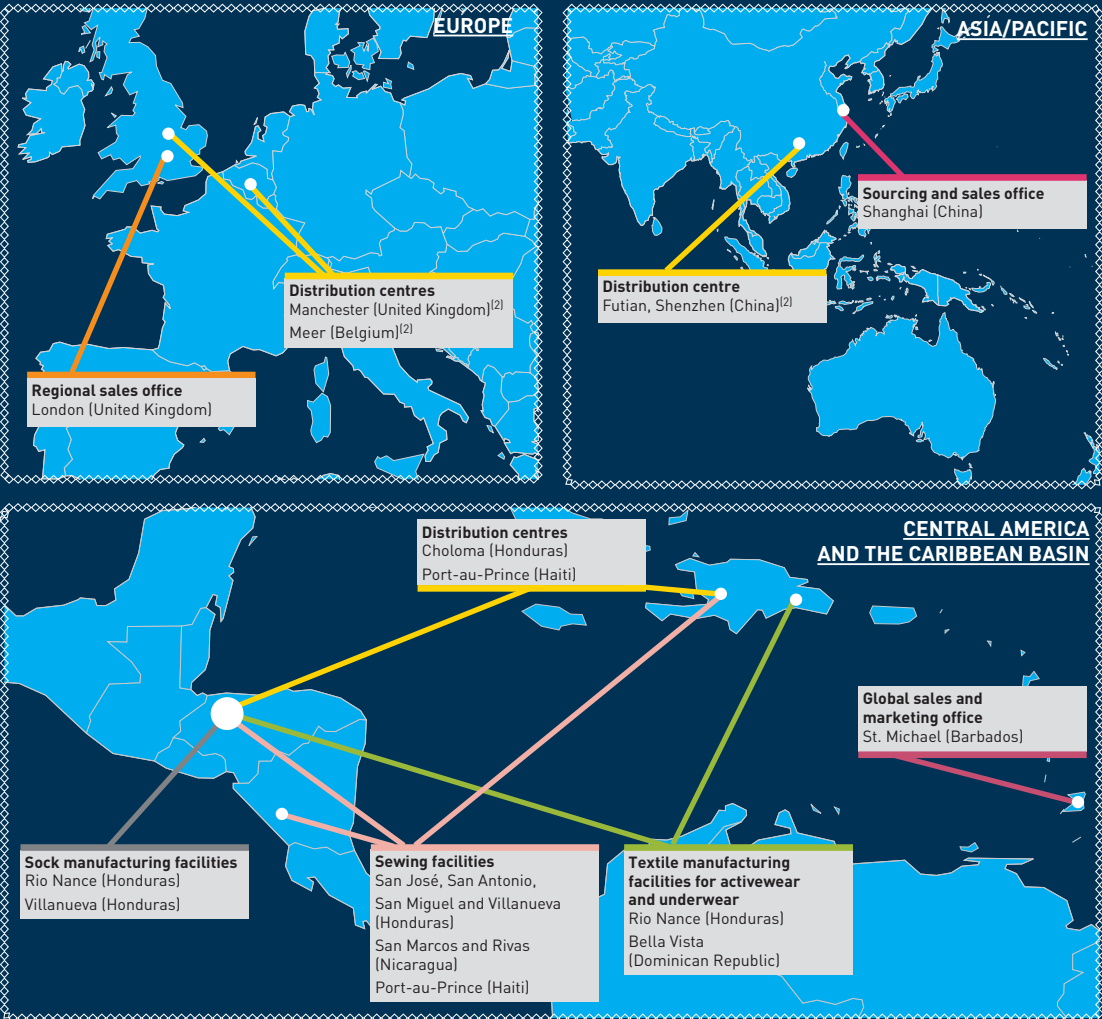 EUROPE
Distribution centres
Manchester (United Kingdom)(2)
Meer (Belgium)(2)
Regional sales office
London (United Kingdom)
ASIA/PACIFIC
Sourcing and sales office
Shanghai (China)
Distribution centre
Futian, Shenzhen (China)(2)
CENTRAL AMERICA
AND THE CARIBBEAN BASIN
Distribution centres
Choloma (Honduras)
Port-au-Prince (Haiti)
Global sales and
marketing office
St. Michael (Barbados)
Sock manufacturing facilities
Rio Nance (Honduras)
Villanueva (Honduras)
Sewing facilities
San José, San Antonio,
San Miguel and Villanueva
(Honduras)
San Marcos and Rivas
(Nicaragua)
Port-au-Prince (Haiti)
Textile manufacturing
facilities for activewear
and underwear
Rio Nance (Honduras)
Bella Vista
(Dominican Republic)